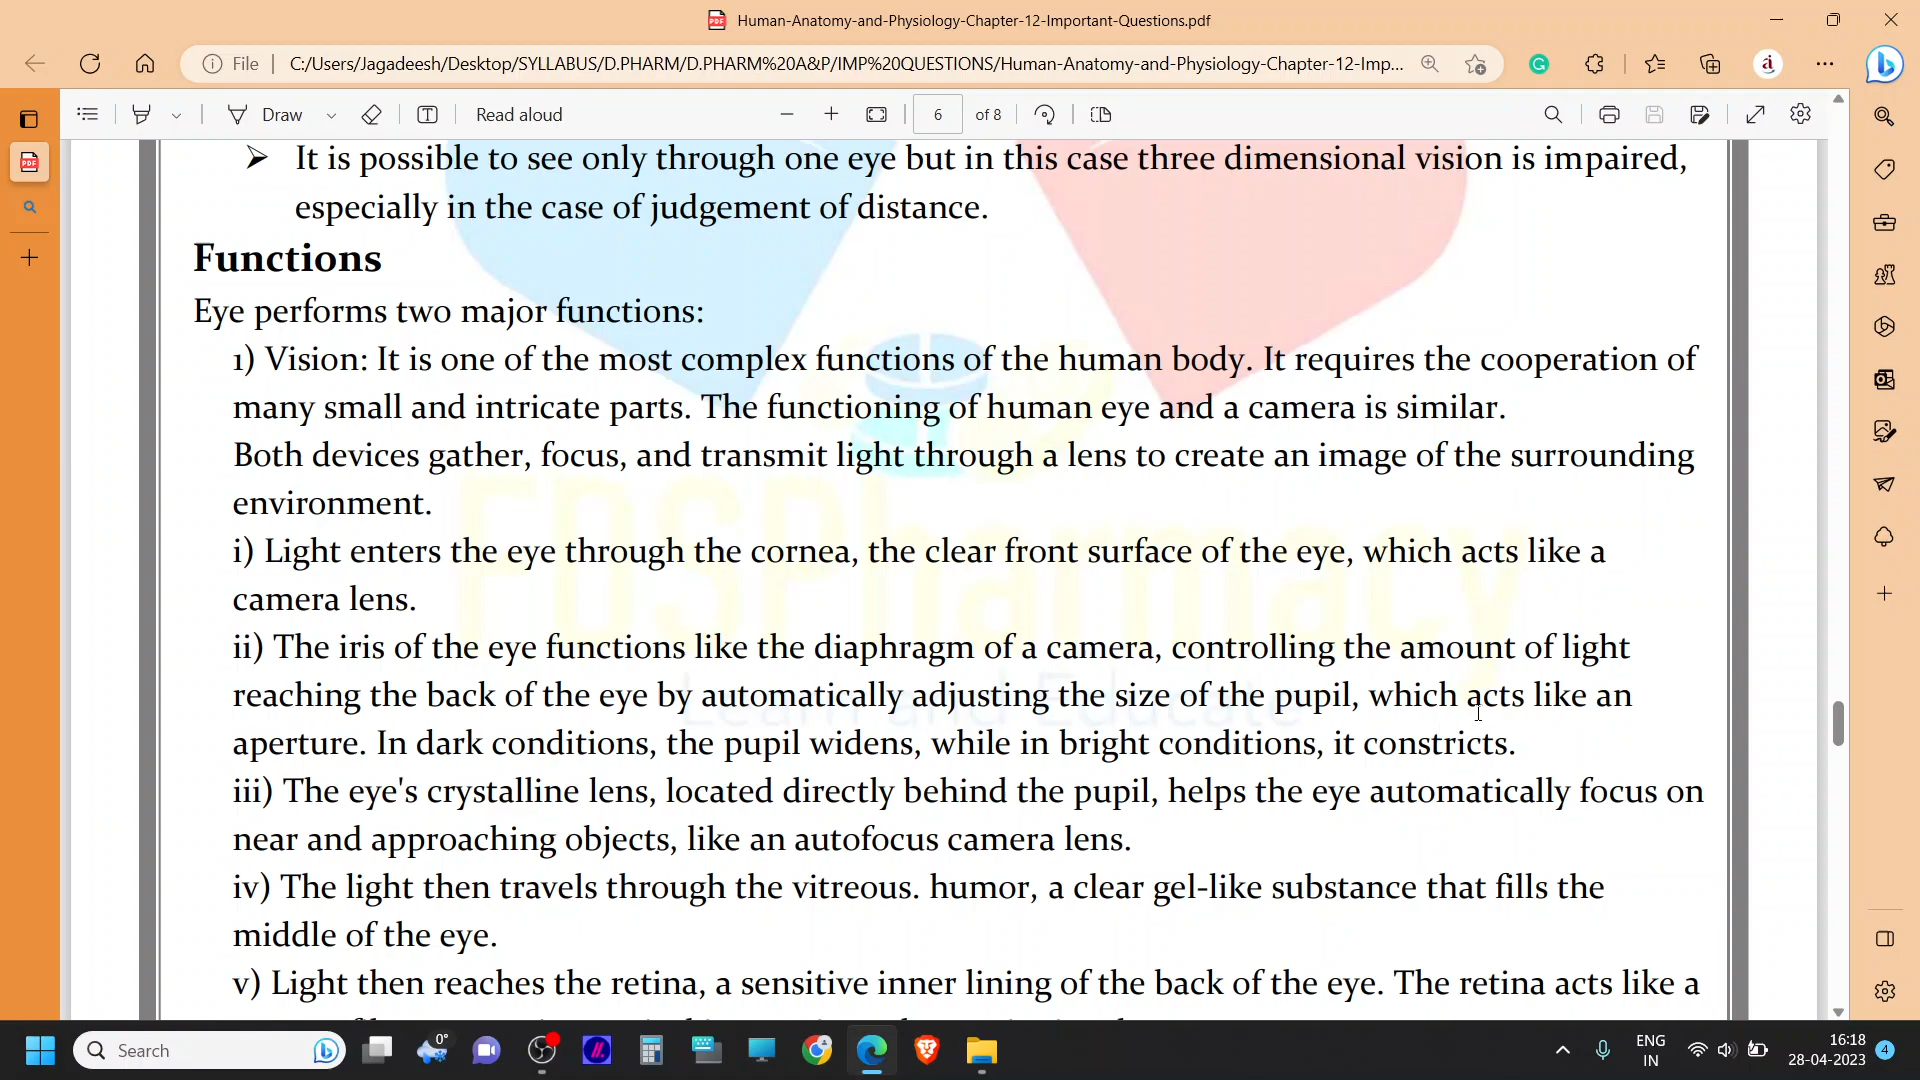 Human-Anatomy-and-Physiology-Chapter-12-Important-Questions.pdf
File
C:/Users/Jagadeesh/Desktop/SYLLABUS/D.PHARM/D.PHARM%20A&P/IMP%20QUESTIONS/Human-Anatomy-and-Physiology-Chapter-12-Imp...
Draw
Read aloud
6 of 8
➢ It is possible to see only through one eye but in this case three dimensional vision is impaired,
especially in the case of judgement of distance.
Functions
Eye performs two major functions:
1) Vision: It is one of the most complex functions of the human body. It requires the cooperation of
many small and intricate parts. The functioning of human eye and a camera is similar.
Both devices gather, focus, and transmit light through a lens to create an image of the surrounding
environment.
i) Light enters the eye through the cornea, the clear front surface of the eye, which acts like a
camera lens.
ii) The iris of the eye functions like the diaphragm of a camera, controlling the amount of light
reaching the back of the eye by automatically adjusting the size of the pupil, which acts like an
aperture. In dark conditions, the pupil widens, while in bright conditions, it constricts.
iii) The eye's crystalline lens, located directly behind the pupil, helps the eye automatically focus on
near and approaching objects, like an autofocus camera lens.
iv) The light then travels through the vitreous. humor, a clear gel-like substance that fills the
middle of the eye.
v) Light then reaches the retina, a sensitive inner lining of the back of the eye. The retina acts like a
FDSPharmacy
Learn and Educate
Search
0°
ENG
IN
16:18
28-04-2023
4